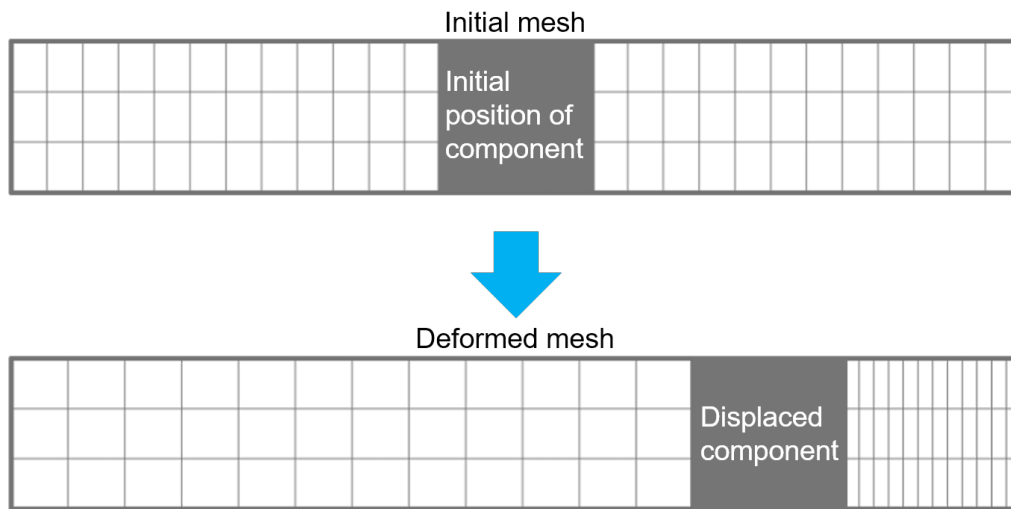 Initial mesh
Initial
position of
component
Deformed mesh
Displaced
component